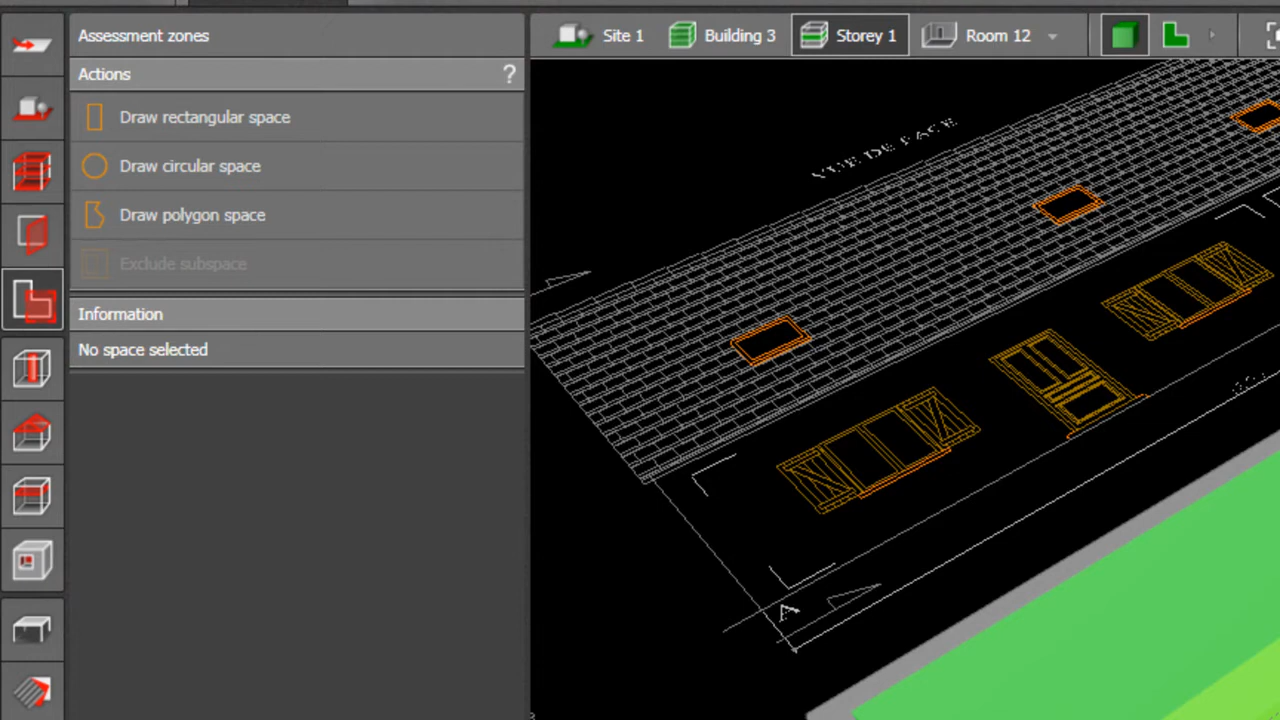 Assessment zones
Actions ?
Draw rectangular space
Draw circular space
Draw polygon space
Exclude subspace
Information
No space selected
Site 1 Building 3 Storey 1 Room 12
VUE DE FACE
A